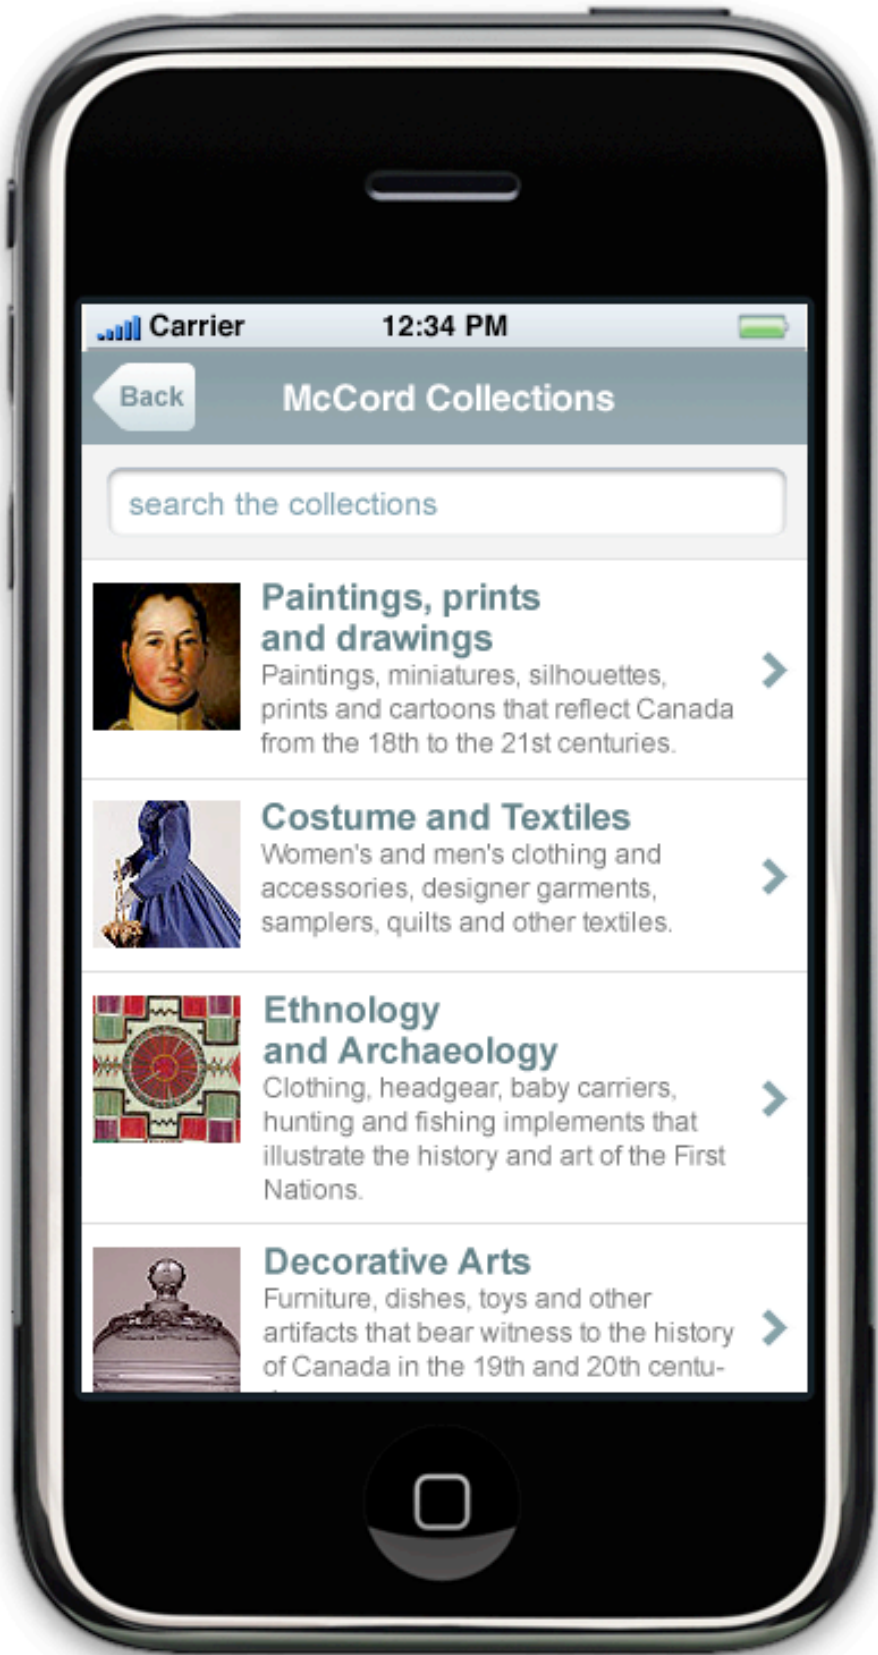 Carrier 12:34 PM
Back McCord Collections
search the collections
Paintings, prints
and drawings
Paintings, miniatures, silhouettes,
prints and cartoons that reflect Canada
from the 18th to the 21st centuries.
Costume and Textiles
Women's and men's clothing and
accessories, designer garments,
samplers, quilts and other textiles.
Ethnology
and Archaeology
Clothing, headgear, baby carriers,
hunting and fishing implements that
illustrate the history and art of the First
Nations.
Decorative Arts
Furniture, dishes, toys and other
artifacts that bear witness to the history
of Canada in the 19th and 20th centu-